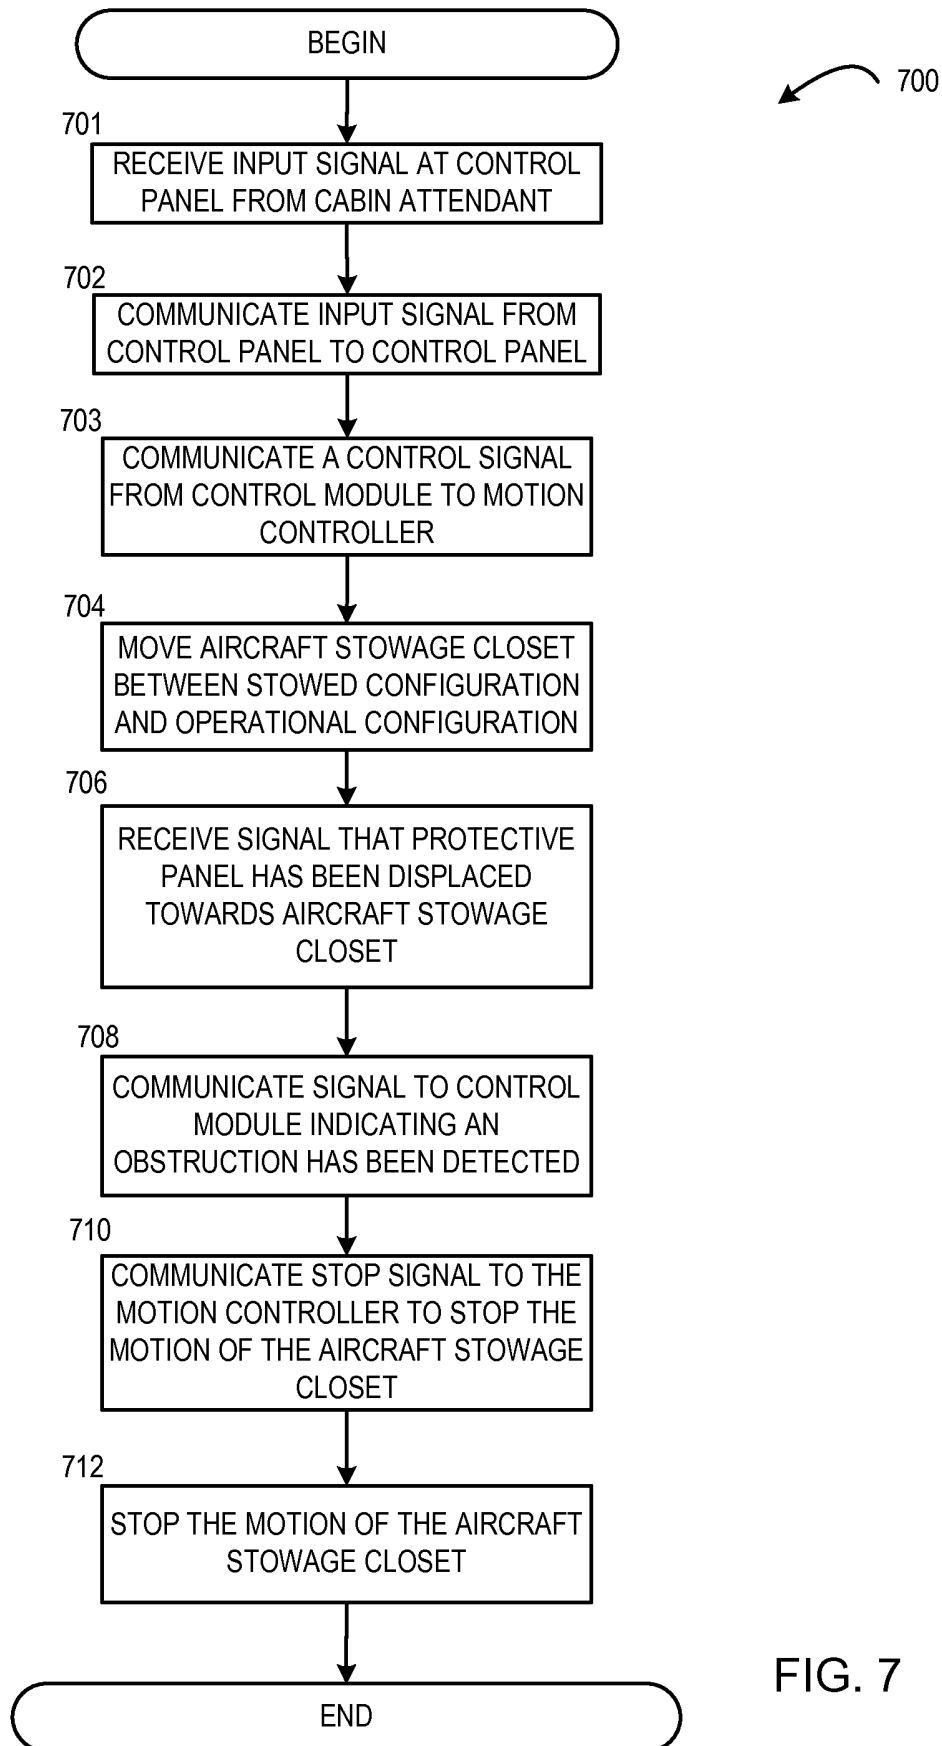 BEGIN
700
701
RECEIVE INPUT SIGNAL AT CONTROL
PANEL FROM CABIN ATTENDANT
702
COMMUNICATE INPUT SIGNAL FROM
CONTROL PANEL TO CONTROL PANEL
703
COMMUNICATE A CONTROL SIGNAL
FROM CONTROL MODULE TO MOTION
CONTROLLER
704
MOVE AIRCRAFT STOWAGE CLOSET
BETWEEN STOWED CONFIGURATION
AND OPERATIONAL CONFIGURATION
706
RECEIVE SIGNAL THAT PROTECTIVE
PANEL HAS BEEN DISPLACED
TOWARDS AIRCRAFT STOWAGE
CLOSET
708
COMMUNICATE SIGNAL TO CONTROL
MODULE INDICATING AN
OBSTRUCTION HAS BEEN DETECTED
710
COMMUNICATE STOP SIGNAL TO THE
MOTION CONTROLLER TO STOP THE
MOTION OF THE AIRCRAFT STOWAGE
CLOSET
712
STOP THE MOTION OF THE AIRCRAFT
STOWAGE CLOSET
END
FIG. 7